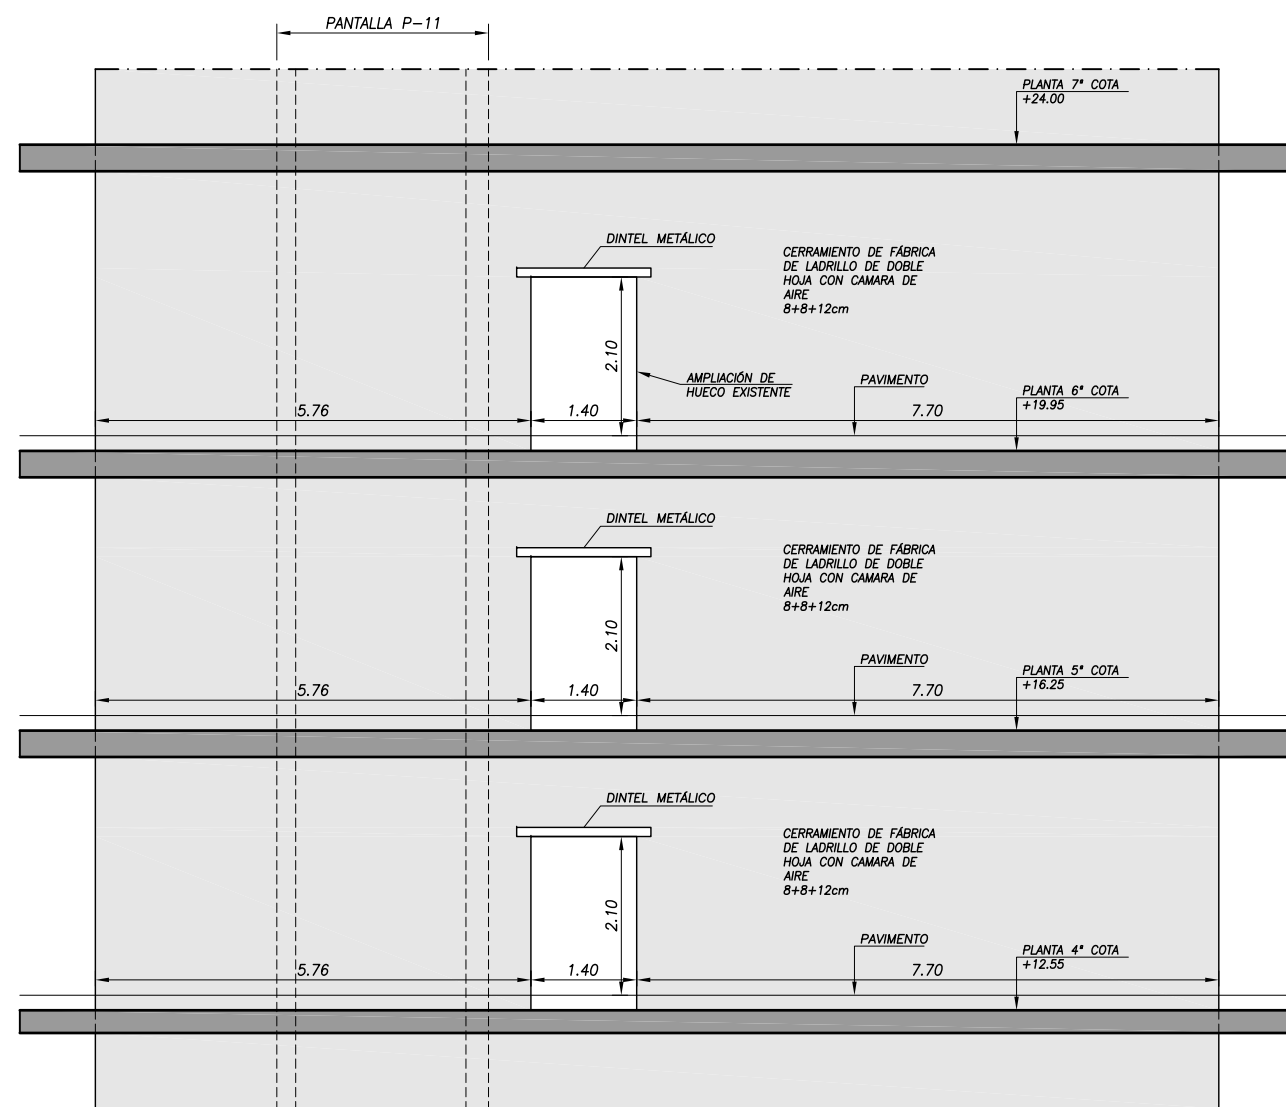 PANTALLA P-11
PLANTA 7ª COTA
+24.00
DINTEL METÁLICO
CERRAMIENTO DE FÁBRICA
DE LADRILLO DE DOBLE
HOJA CON CAMARA DE
AIRE
8+8+12cm
2.10
AMPLIACIÓN DE
HUECO EXISTENTE
PAVIMENTO
PLANTA 6ª COTA
+19.95
5.76
1.40
7.70
DINTEL METÁLICO
CERRAMIENTO DE FÁBRICA
DE LADRILLO DE DOBLE
HOJA CON CAMARA DE
AIRE
8+8+12cm
2.10
PAVIMENTO
PLANTA 5ª COTA
+16.25
5.76
1.40
7.70
DINTEL METÁLICO
CERRAMIENTO DE FÁBRICA
DE LADRILLO DE DOBLE
HOJA CON CAMARA DE
AIRE
8+8+12cm
2.10
PAVIMENTO
PLANTA 4ª COTA
+12.55
5.76
1.40
7.70